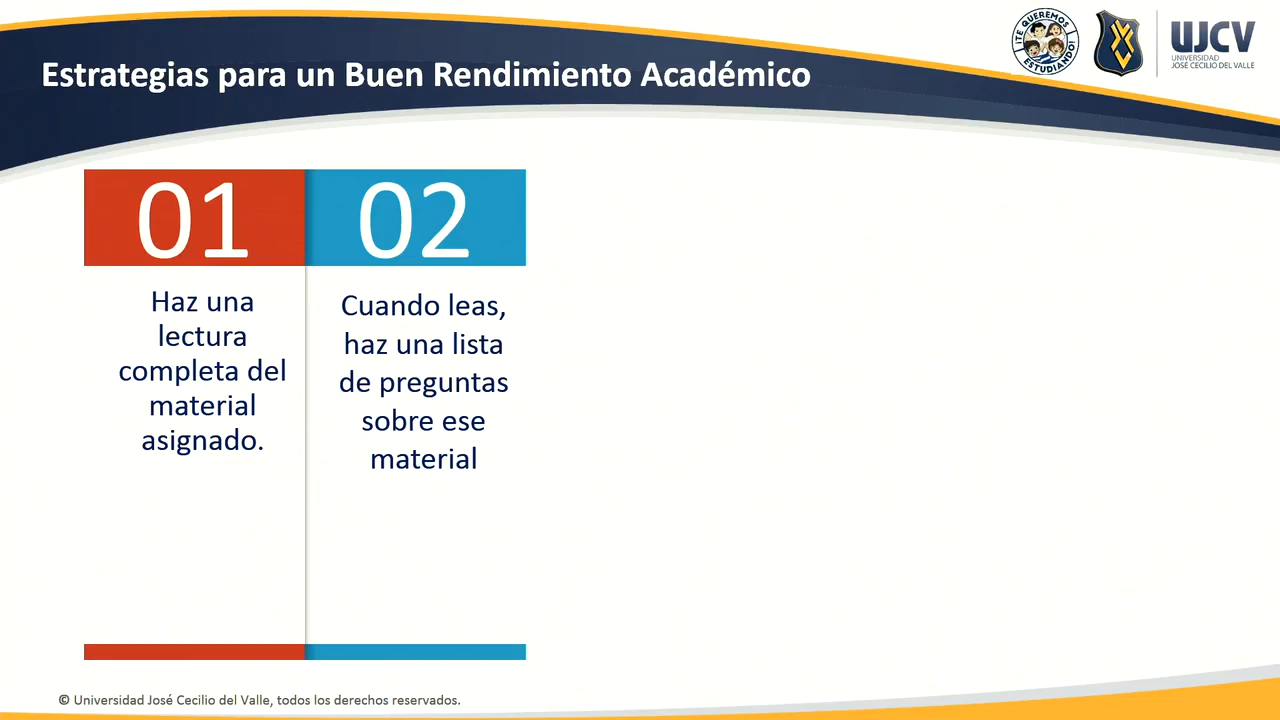 Estrategias para un Buen Rendimiento Académico
¡TE QUEREMOS
ESTUDIANDO!
UJCV
UNIVERSIDAD
JOSÉ CECILIO DEL VALLE
01
Haz una
lectura
completa del
material
asignado.
02
Cuando leas,
haz una lista
de preguntas
sobre ese
material
© Universidad José Cecilio del Valle, todos los derechos reservados.